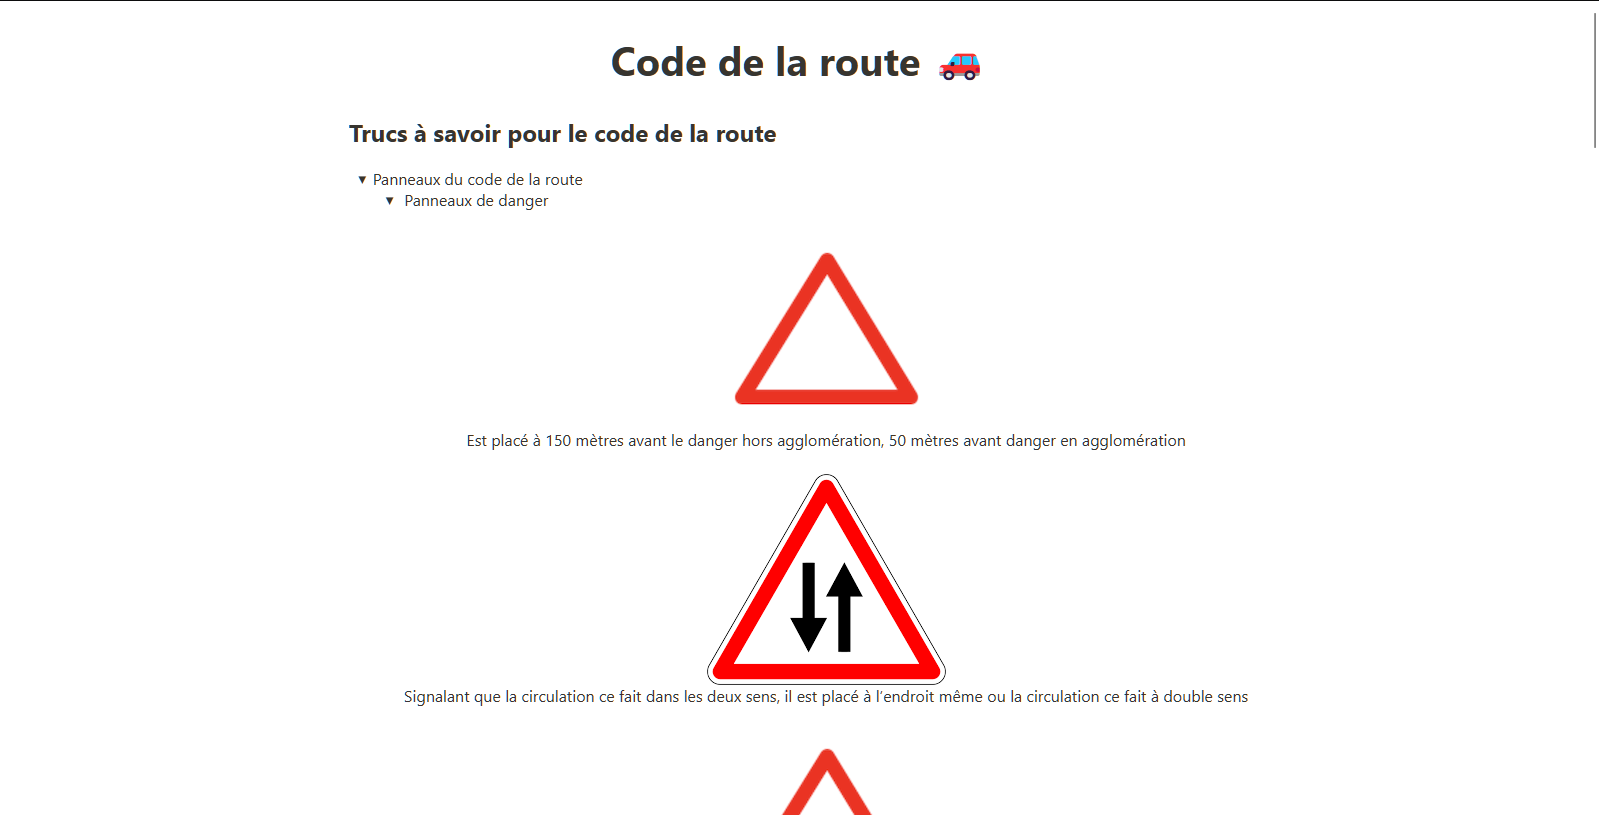 Code de la route
Trucs à savoir pour le code de la route
Panneaux du code de la route
Panneaux de danger
Est placé à 150 mètres avant le danger hors agglomération, 50 mètres avant danger en agglomération
Signalant que la circulation ce fait dans les deux sens, il est placé à l'endroit même ou la circulation ce fait à double sens